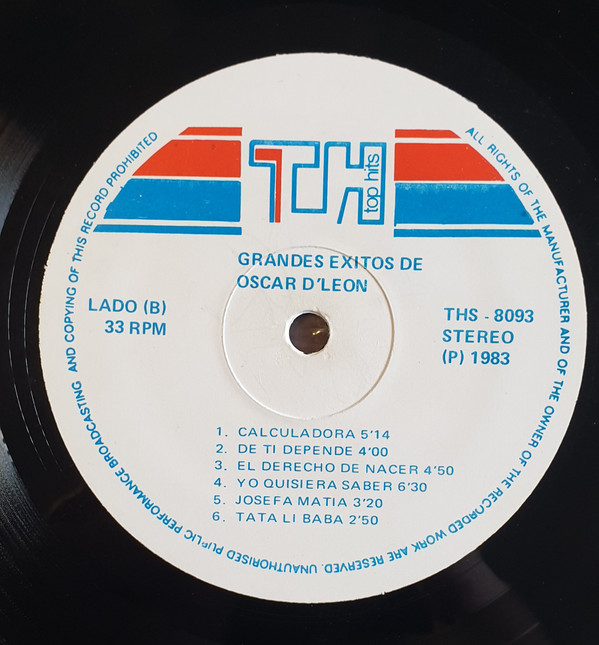 TH
top hits
GRANDES EXITOS DE
OSCAR D'LEON
LADO (B)
33 RPM
THS - 8093
STEREO
(P) 1983
1. CALCULADORA 5'14
2. DE TI DEPENDE 4'00
3. EL DERECHO DE NACER 4'50
4. YO QUISIERA SABER 6'30
5. JOSEFA MATIA 3'20
6. TATA LI BABA 2'50
ALL RIGHTS OF THE MANUFACTURER AND OF THE OWNER OF THE RECORDED WORK ARE RESERVED. UNAUTHORISED PUBLIC PERFORMANCE BROADCASTING AND COPYING OF THIS RECORD PROHIBITED